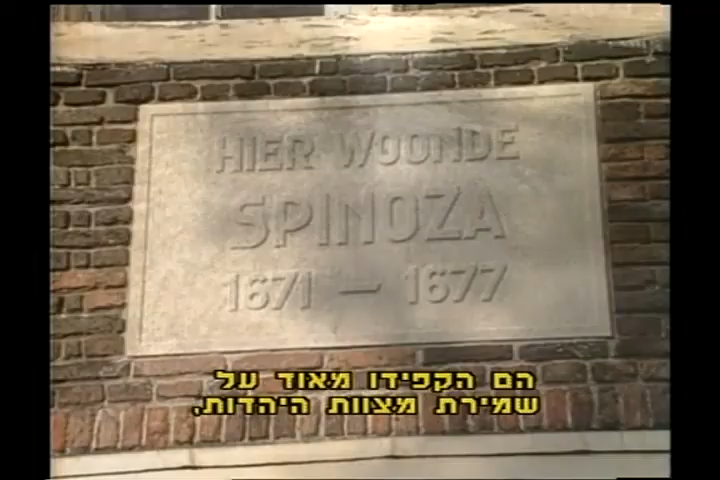 HIER WOONDE
SPINOZA
1671 – 1677
הם הקפידו מאוד על
שמירת מצוות היהדות,